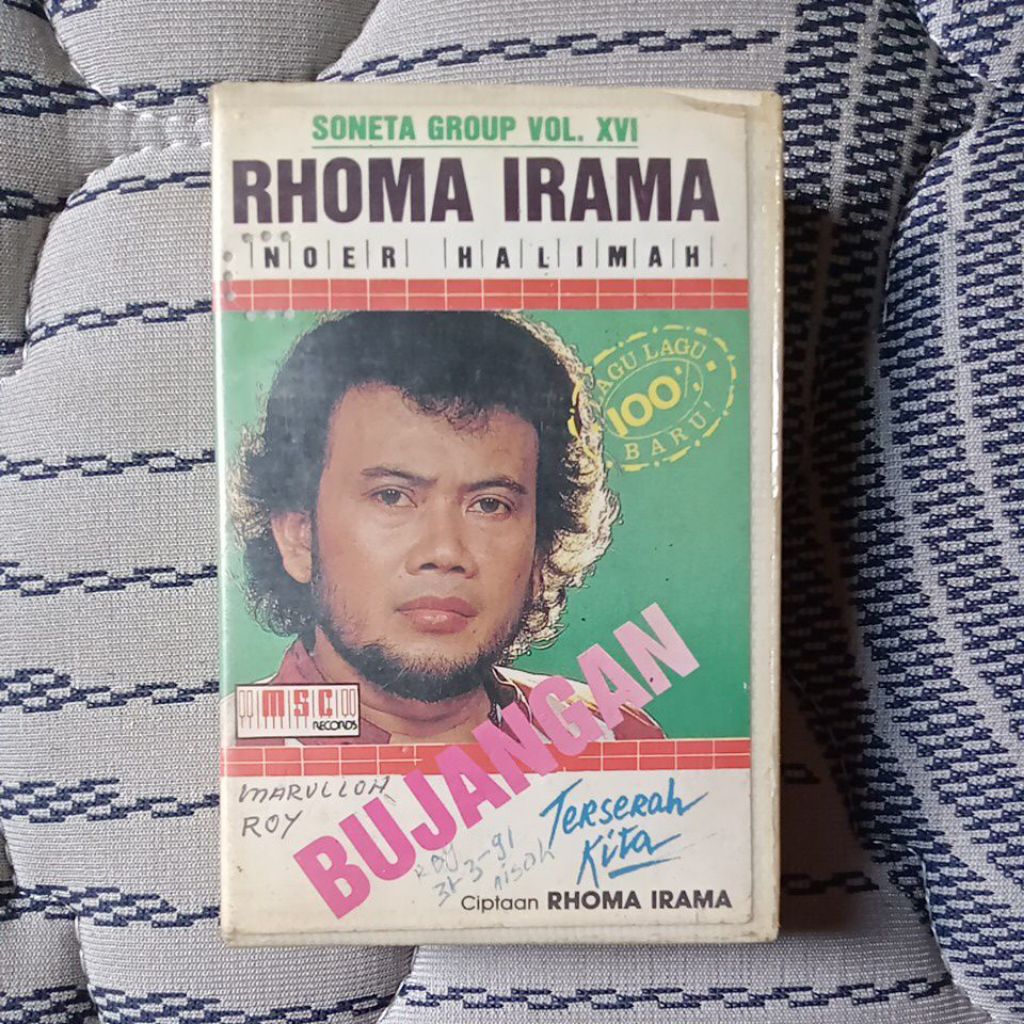 SONETA GROUP VOL. XVI
RHOMA IRAMA
NOER HALIMAH
LAGU LAGU
100%
BARU!
MSC
RECORDS
BUJANGAN
MARULLOH
ROY
Terserah
Kita
ROY
31-3-91
Ciptaan RHOMA IRAMA